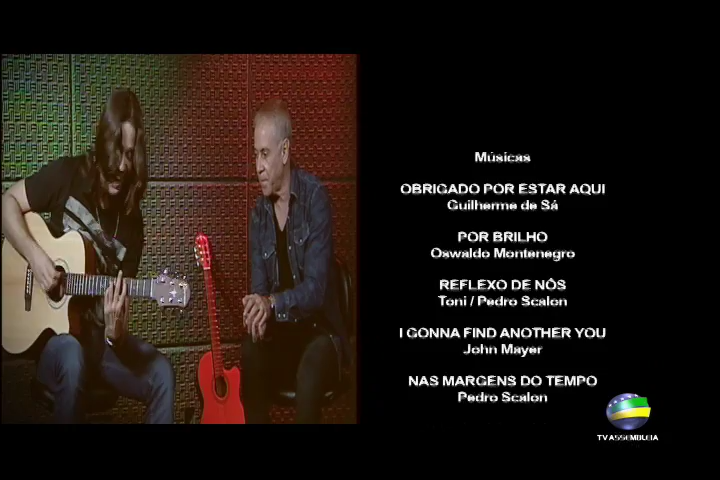 Músicas
OBRIGADO POR ESTAR AQUI
Guilherme de Sá
POR BRILHO
Oswaldo Montenegro
REFLEXO DE NÓS
Toni / Pedro Scalon
I GONNA FIND ANOTHER YOU
John Mayer
NAS MARGENS DO TEMPO
Pedro Scalon
TV ASSEMBLEIA